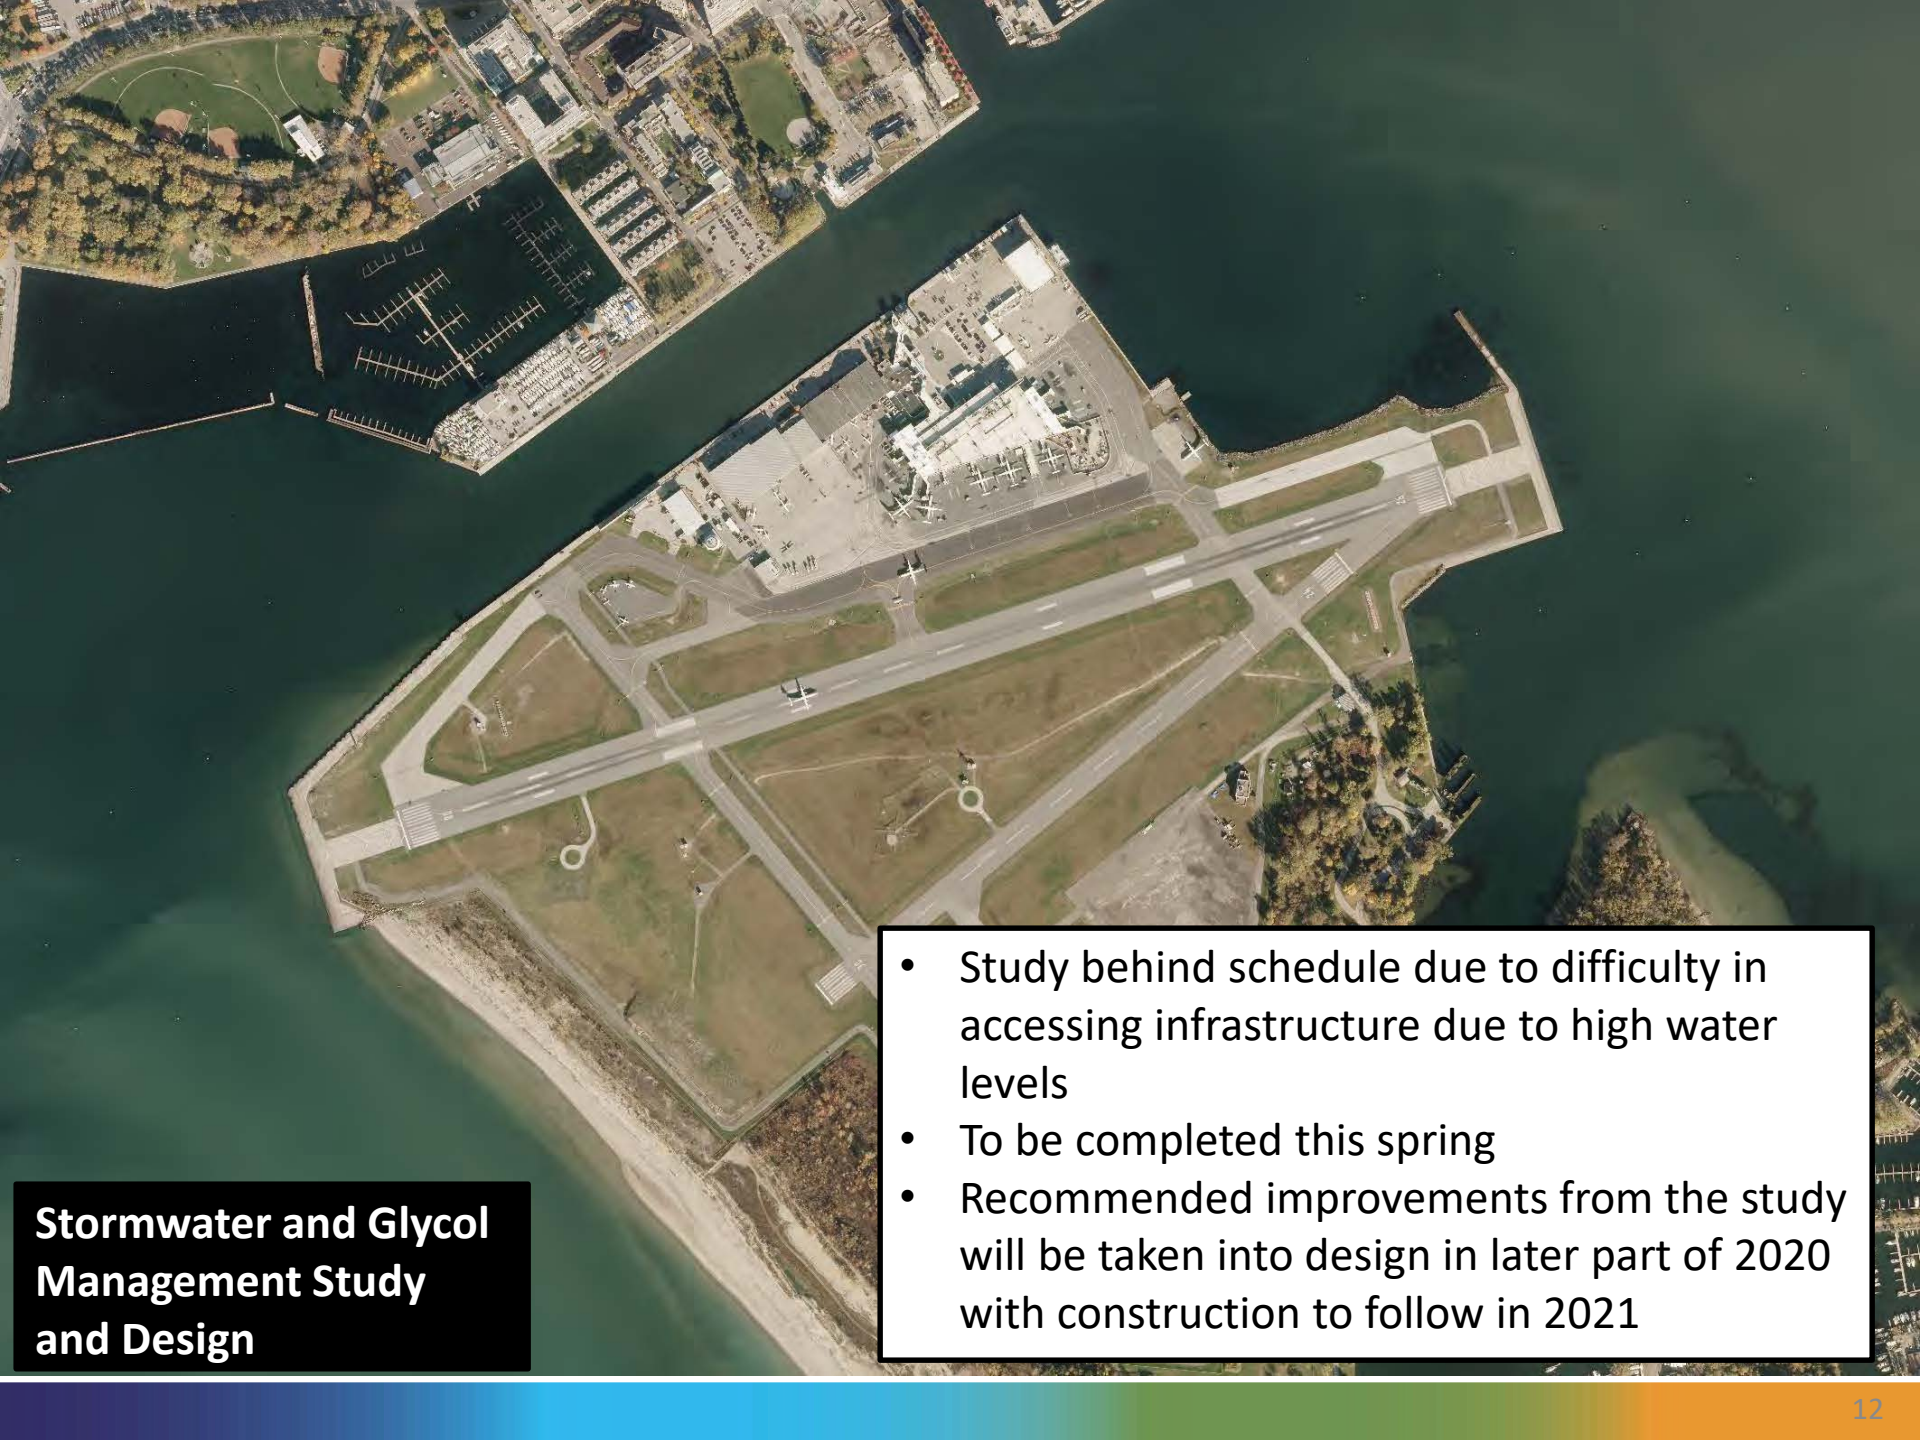 Stormwater and Glycol
Management Study
and Design
• Study behind schedule due to difficulty in
accessing infrastructure due to high water
levels
• To be completed this spring
• Recommended improvements from the study
will be taken into design in later part of 2020
with construction to follow in 2021
12